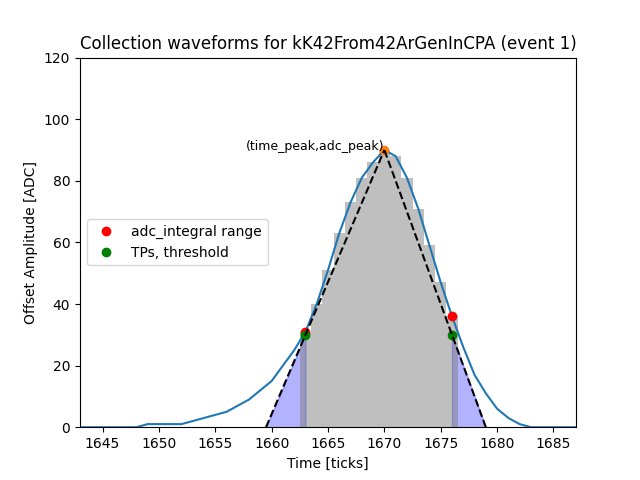 Collection waveforms for kK42From42ArGenInCPA (event 1)
120
100
80
60
40
20
0
Offset Amplitude [ADC]
(time_peak,adc_peak)
adc_integral range
TPs, threshold
1645 1650 1655 1660 1665 1670 1675 1680 1685
Time [ticks]